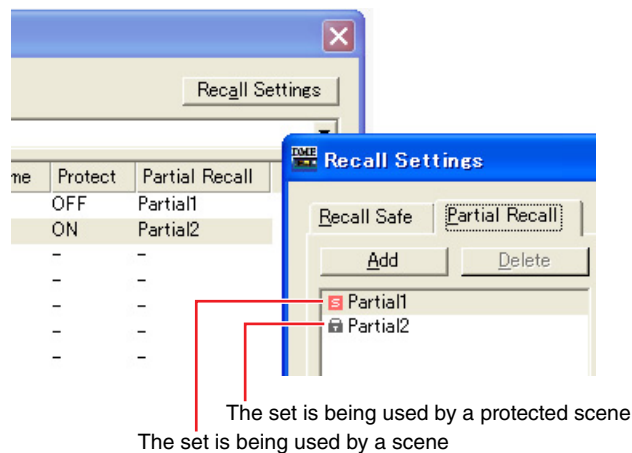 Recall Settings
me Protect Partial Recall
OFF Partial1
ON Partial2
- -
- -
- -
- -
- -
DME Recall Settings
Recall Safe Partial Recall
Add Delete
S Partial1
Partial2
The set is being used by a protected scene
The set is being used by a scene